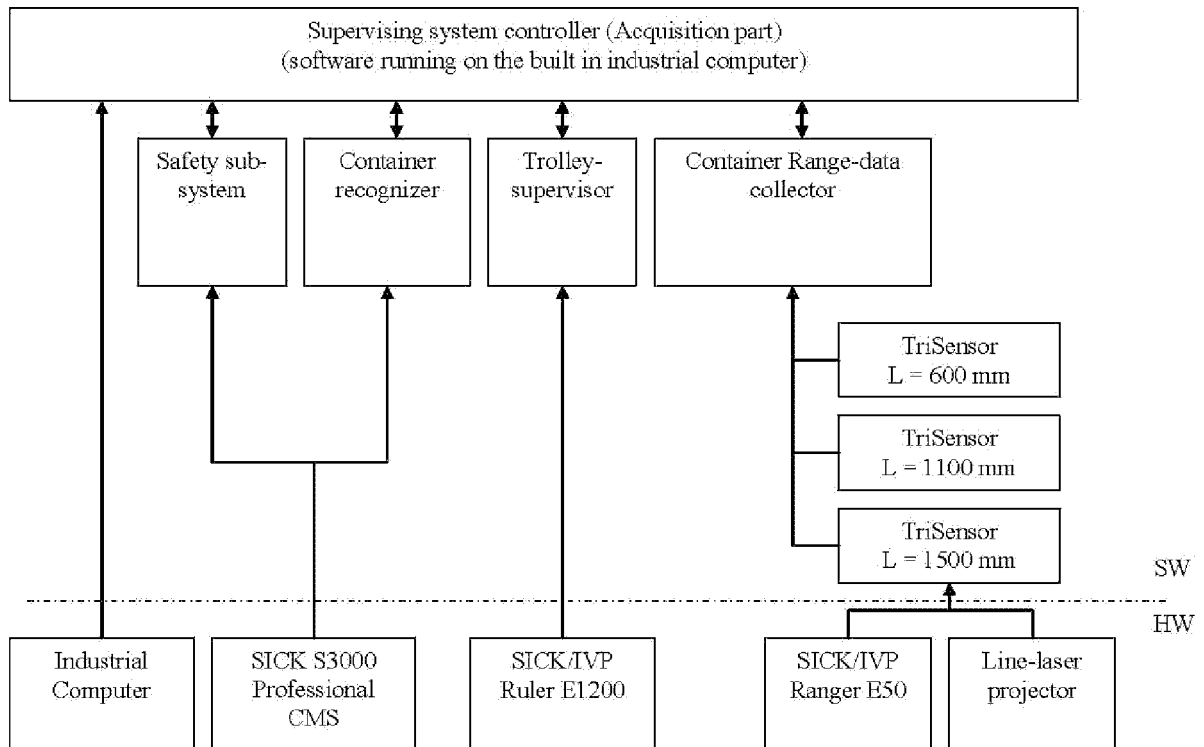 Supervising system controller (Acquisition part)
(software running on the built in industrial computer)
Safety sub-
system
Container
recognizer
Trolley-
supervisor
Container Range-data
collector
TriSensor
L = 600 mm
TriSensor
L = 1100 mm
TriSensor
L = 1500 mm
SW
HW
Industrial
Computer
SICK S3000
Professional
CMS
SICK/IVP
Ruler E1200
SICK/IVP
Ranger E50
Line-laser
projector